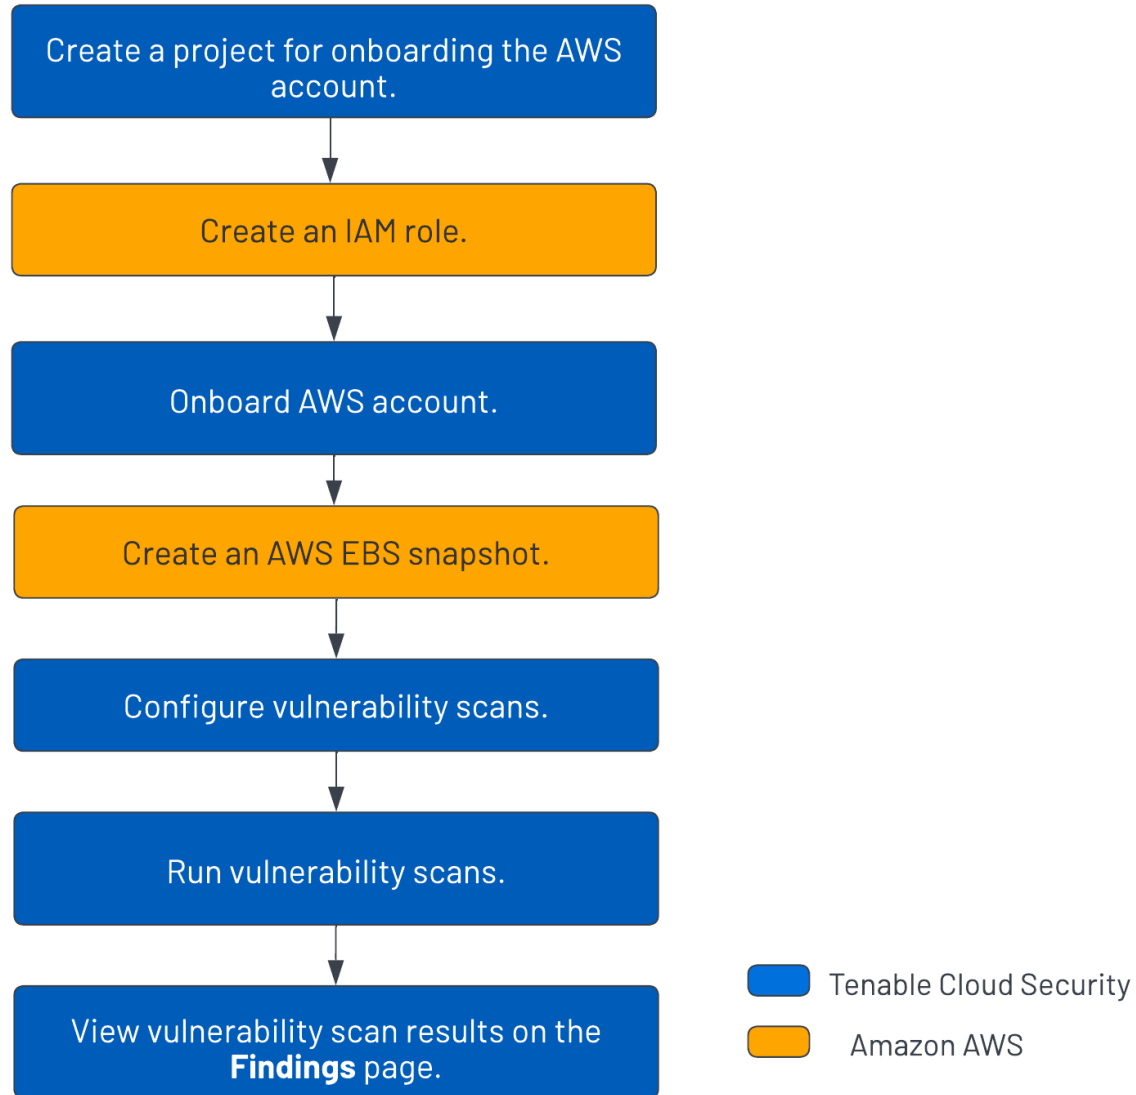 Create a project for onboarding the AWS
account.
Create an IAM role.
Onboard AWS account.
Create an AWS EBS snapshot.
Configure vulnerability scans.
Run vulnerability scans.
View vulnerability scan results on the
Findings page.
Tenable Cloud Security
Amazon AWS